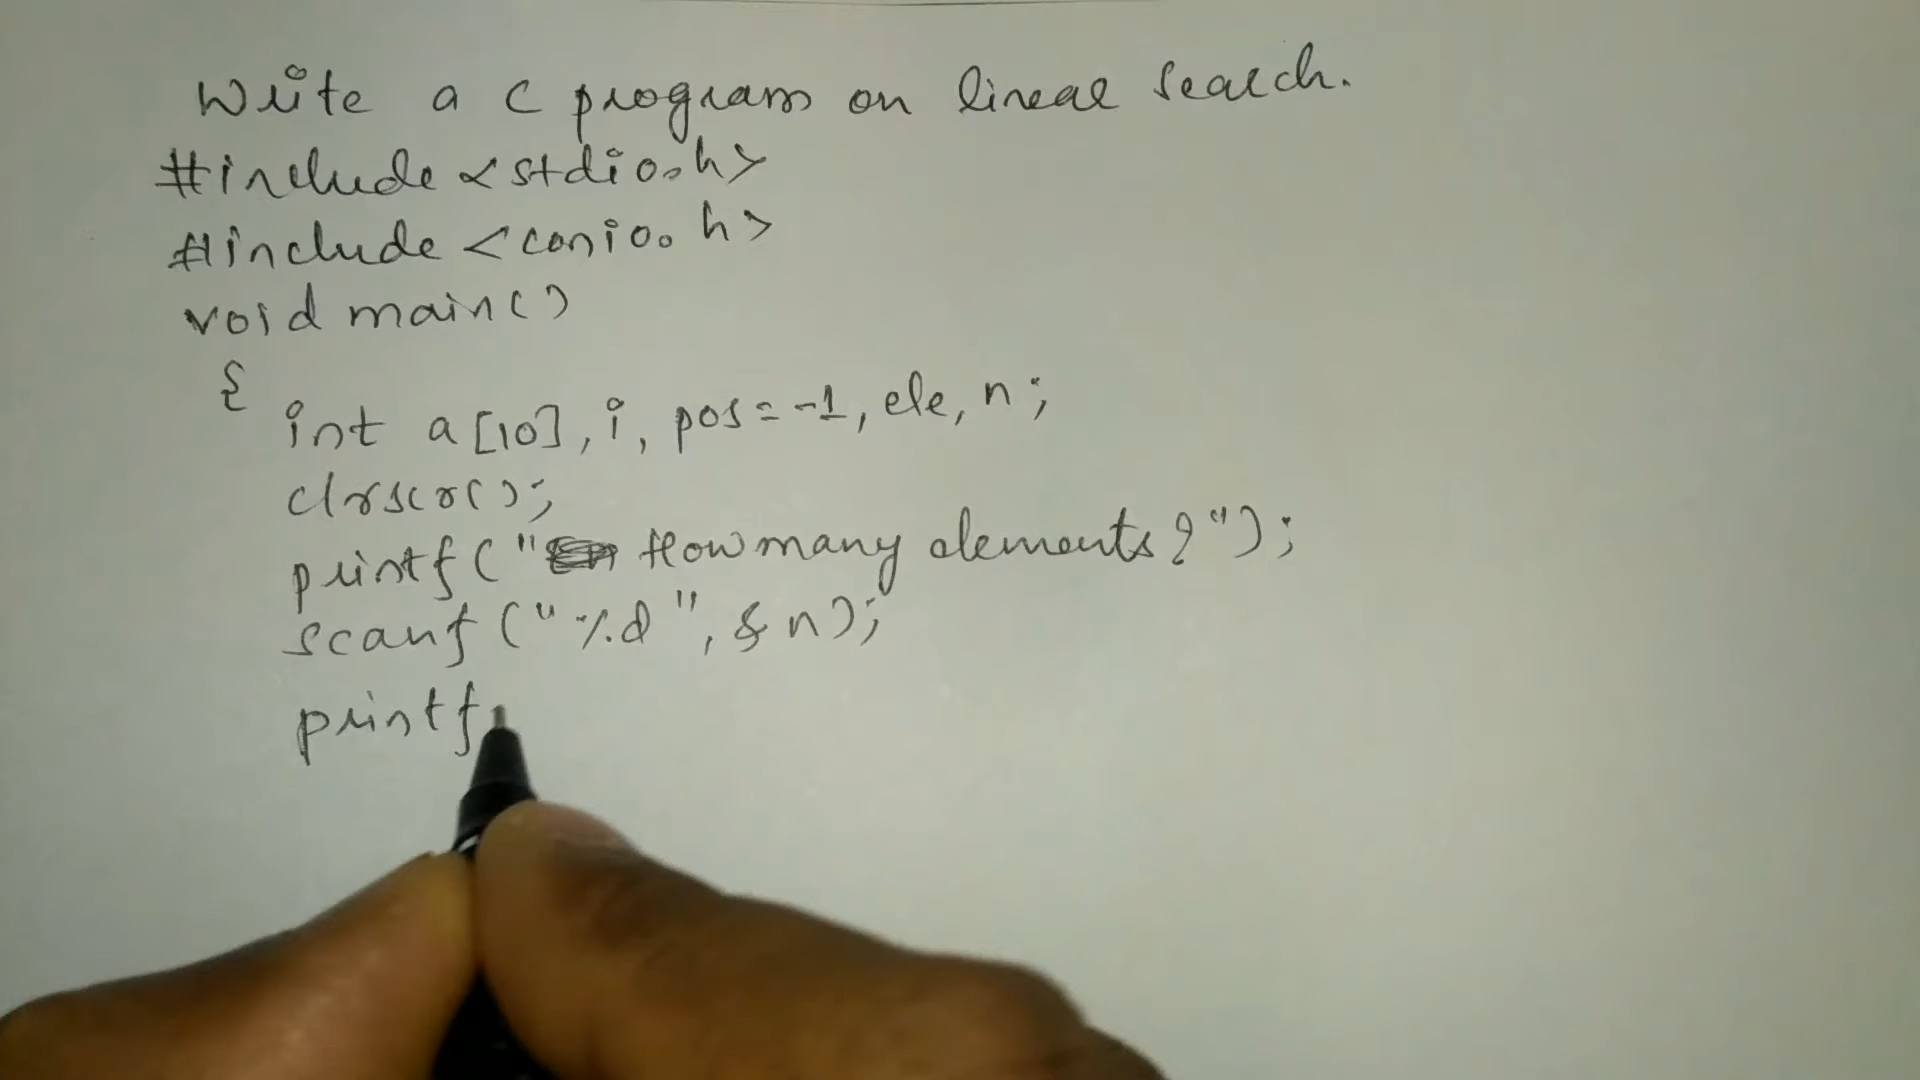 Write a C program on linear search.
#include <stdio.h>
#include <conio.h>
void main()
{
int a[10], i, pos=-1, ele, n;
clrscr();
printf(" How many elements?");
scanf("%d", &n);
printf